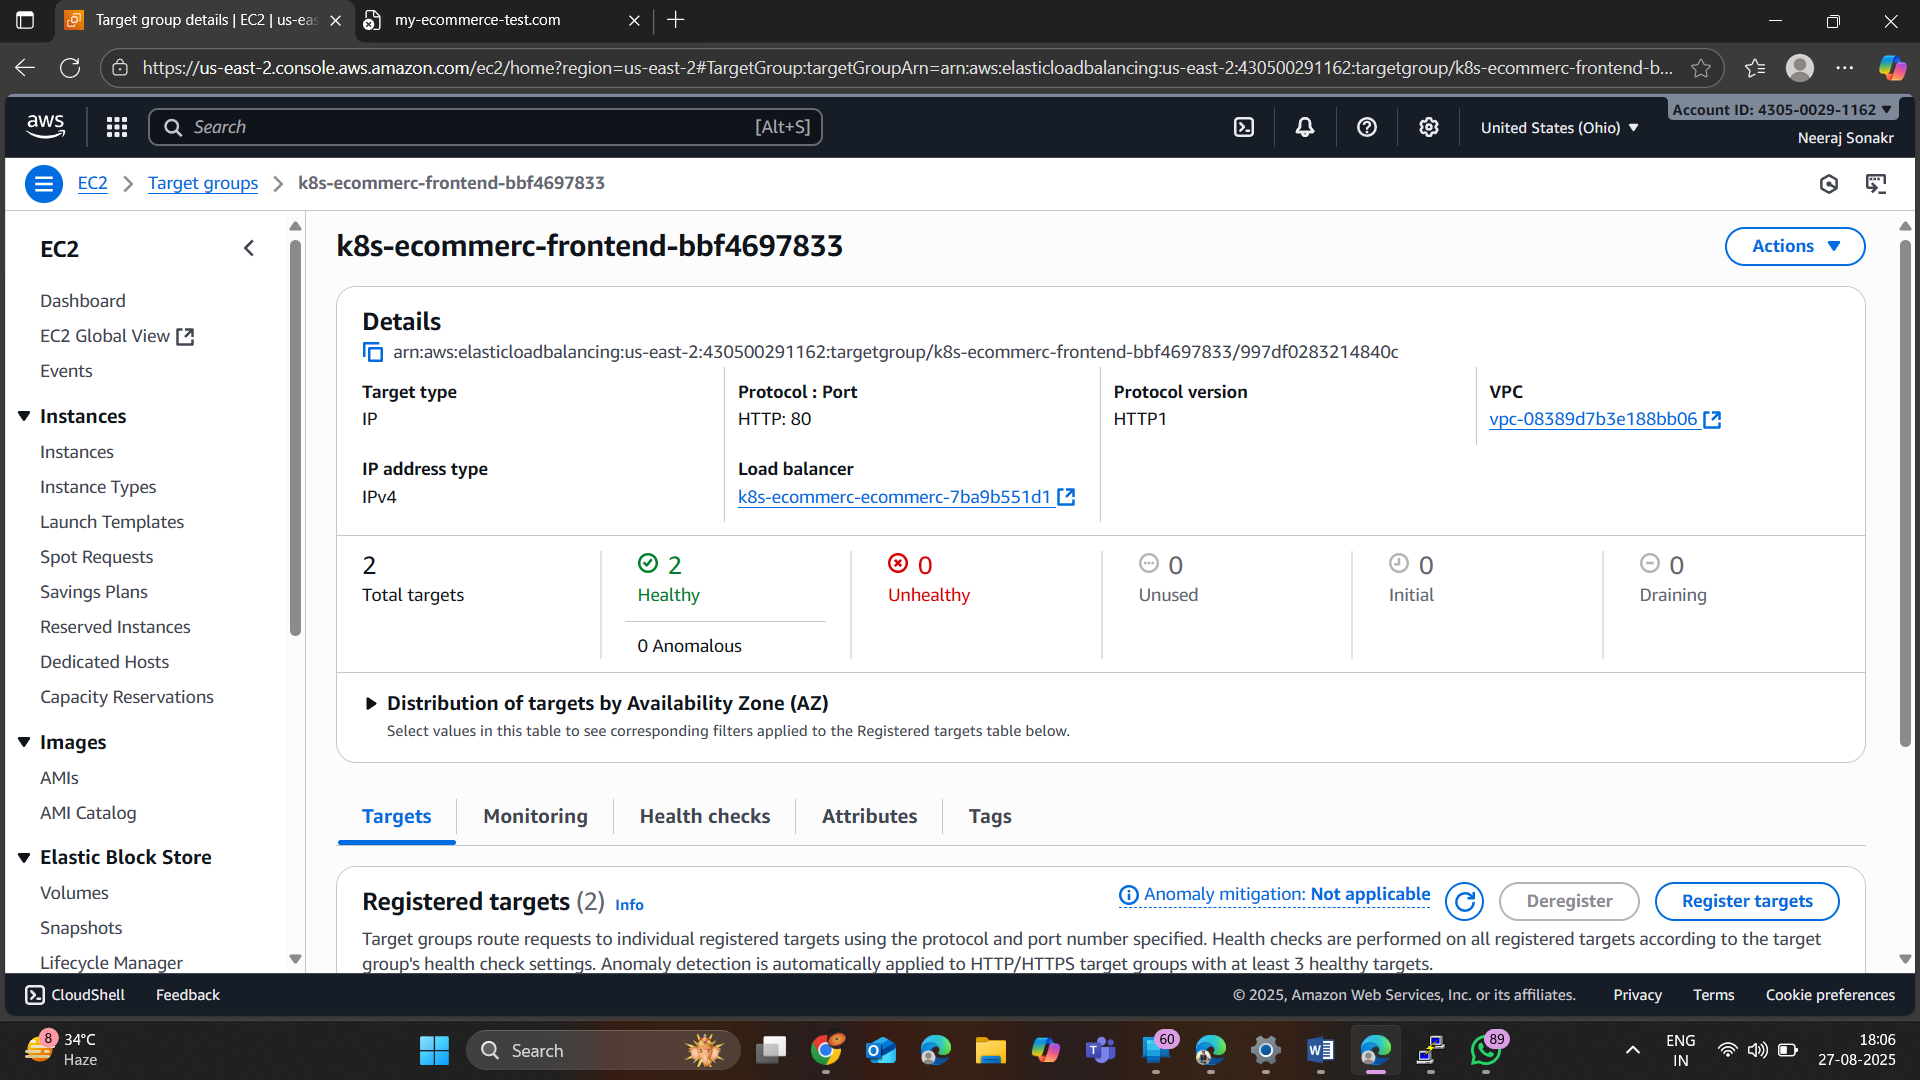 Target group details | EC2 | us-eas
my-ecommerce-test.com
https://us-east-2.console.aws.amazon.com/ec2/home?region=us-east-2#TargetGroup:targetGroupArn=arn:aws:elasticloadbalancing:us-east-2:430500291162:targetgroup/k8s-ecommerc-frontend-b...
aws
Search
[Alt+S]
United States (Ohio)
Account ID: 4305-0029-1162
Neeraj Sonakr
EC2
Target groups
k8s-ecommerc-frontend-bbf4697833
EC2
Dashboard
EC2 Global View
Events
Instances
Instances
Instance Types
Launch Templates
Spot Requests
Savings Plans
Reserved Instances
Dedicated Hosts
Capacity Reservations
Images
AMIs
AMI Catalog
Elastic Block Store
Volumes
Snapshots
Lifecycle Manager
k8s-ecommerc-frontend-bbf4697833
Actions
Details
arn:aws:elasticloadbalancing:us-east-2:430500291162:targetgroup/k8s-ecommerc-frontend-bbf4697833/997df0283214840c
Target type
IP
Protocol : Port
HTTP: 80
Protocol version
HTTP1
VPC
vpc-08389d7b3e188bb06
IP address type
IPv4
Load balancer
k8s-ecommerc-ecommerc-7ba9b551d1
2
Total targets
2
Healthy
0 Anomalous
0
Unhealthy
0
Unused
0
Initial
0
Draining
Distribution of targets by Availability Zone (AZ)
Select values in this table to see corresponding filters applied to the Registered targets table below.
Targets
Monitoring
Health checks
Attributes
Tags
Registered targets (2) Info
Anomaly mitigation: Not applicable
Deregister
Register targets
Target groups route requests to individual registered targets using the protocol and port number specified. Health checks are performed on all registered targets according to the target
group's health check settings. Anomaly detection is automatically applied to HTTP/HTTPS target groups with at least 3 healthy targets.
CloudShell
Feedback
© 2025, Amazon Web Services, Inc. or its affiliates.
Privacy
Terms
Cookie preferences
8
34°C
Haze
Search
60
89
ENG
IN
18:06
27-08-2025